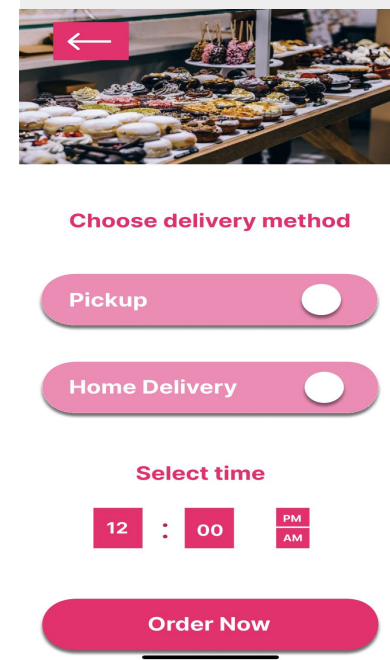 Choose delivery method
Pickup
Home Delivery
Select time
12 : 00 PM
AM
Order Now